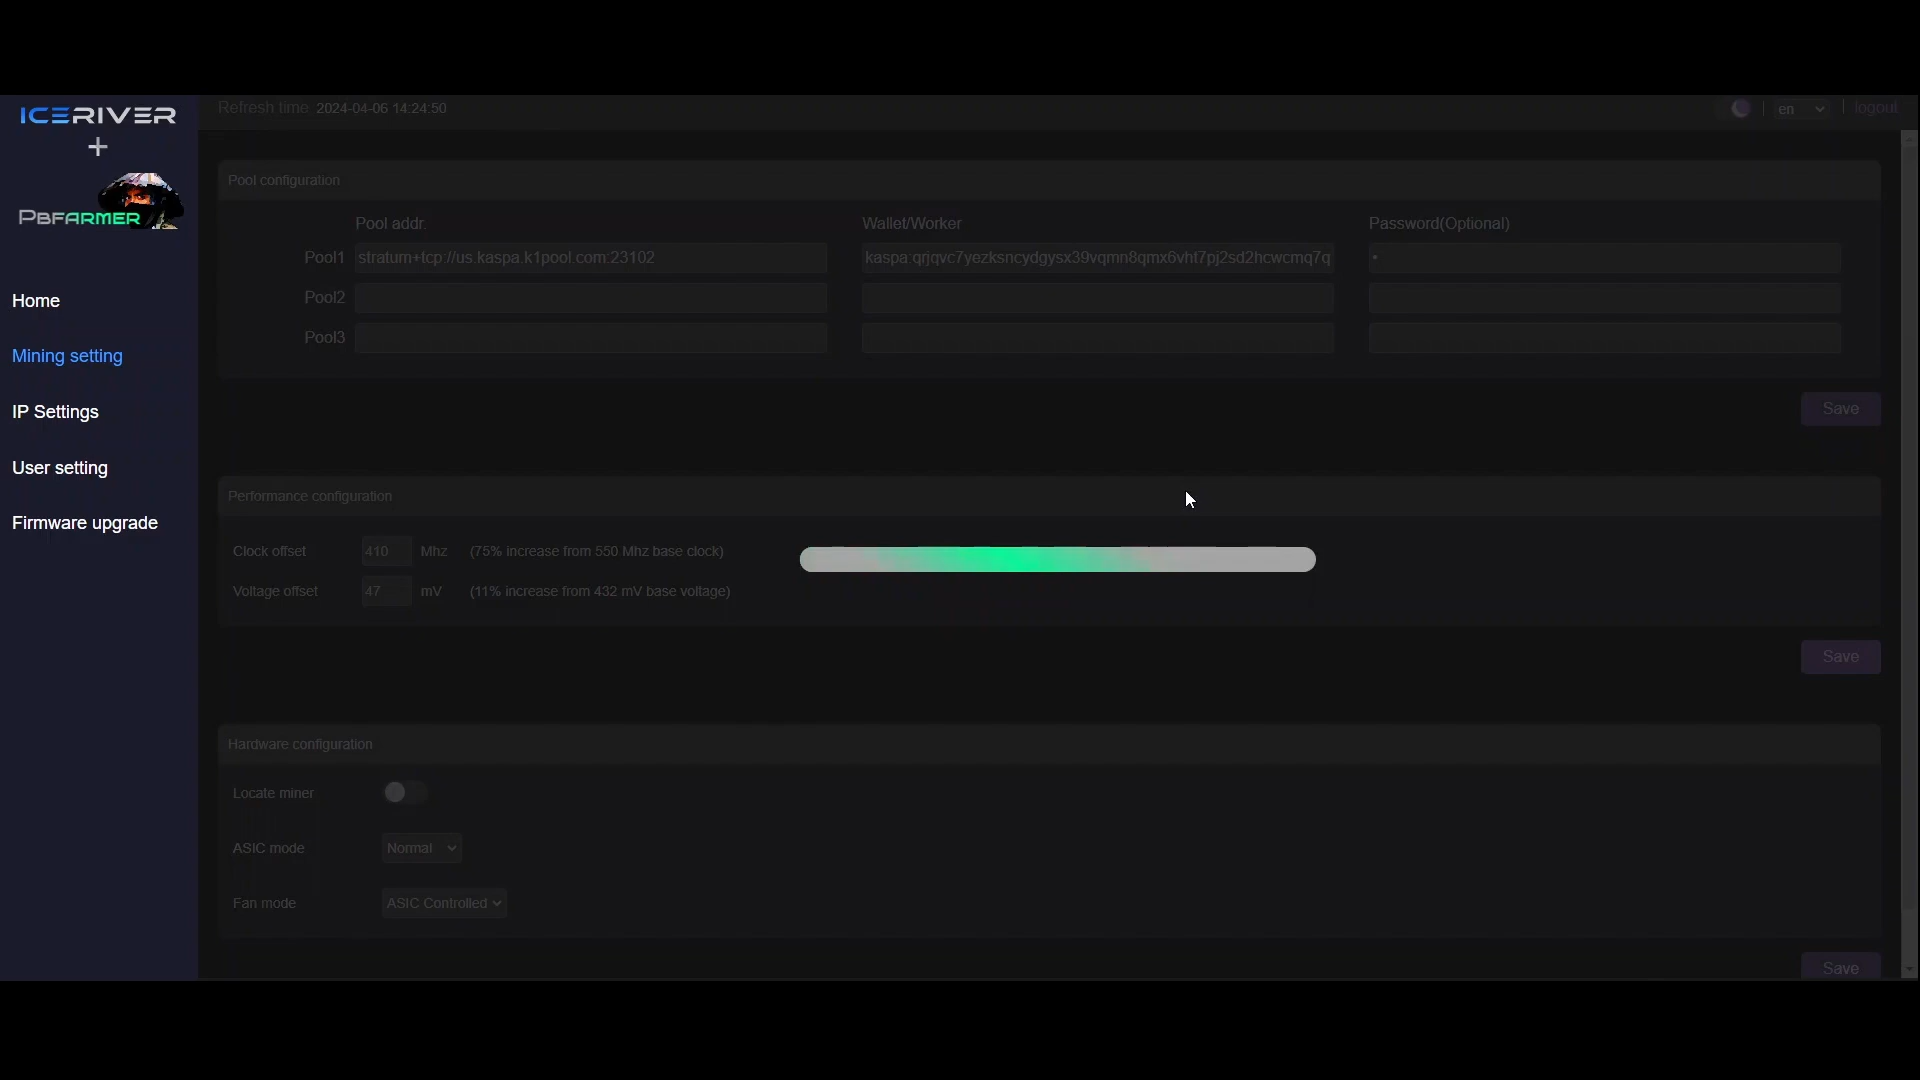 ICERIVER
+
PBFARMER
Home
Mining setting
IP Settings
User setting
Firmware upgrade
Refresh time 2024-04-06 14:24:50
en
logout
Pool configuration
Pool addr. Wallet/Worker Password(Optional)
Pool1 stratum+tcp://us.kaspa.k1pool.com:23102 kaspa:qrjqvc7yezksncydgysx39vqmn8qmx6vhf7pj2sd2hcwcmq7q •
Pool2
Pool3
Save
Performance configuration
Clock offset 410 Mhz (75% increase from 550 Mhz base clock)
Voltage offset 47 mV (11% increase from 432 mV base voltage)
Save
Hardware configuration
Locate miner
ASIC mode Normal
Fan mode ASIC Controlled
Save